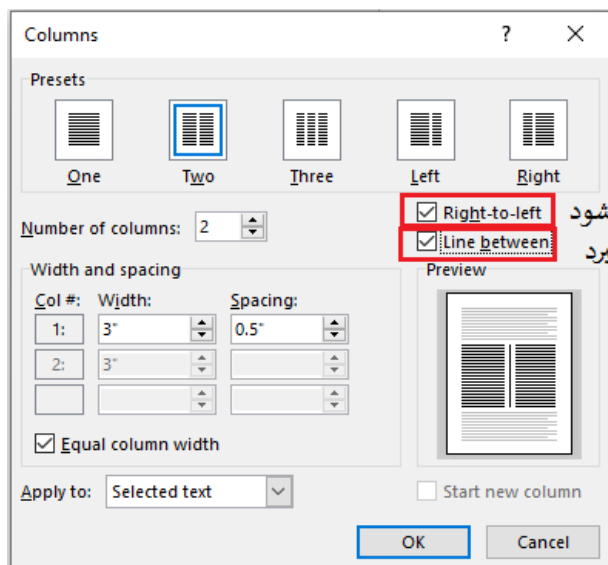 Columns ?
Presets
One Two Three Left Right
Number of columns: 2
Right-to-left شود
Line between
Width and spacing
Col #: Width: Spacing:
1: 3" 0.5"
2: 3"
Equal column width
Preview
Apply to: Selected text
Start new column
OK Cancel